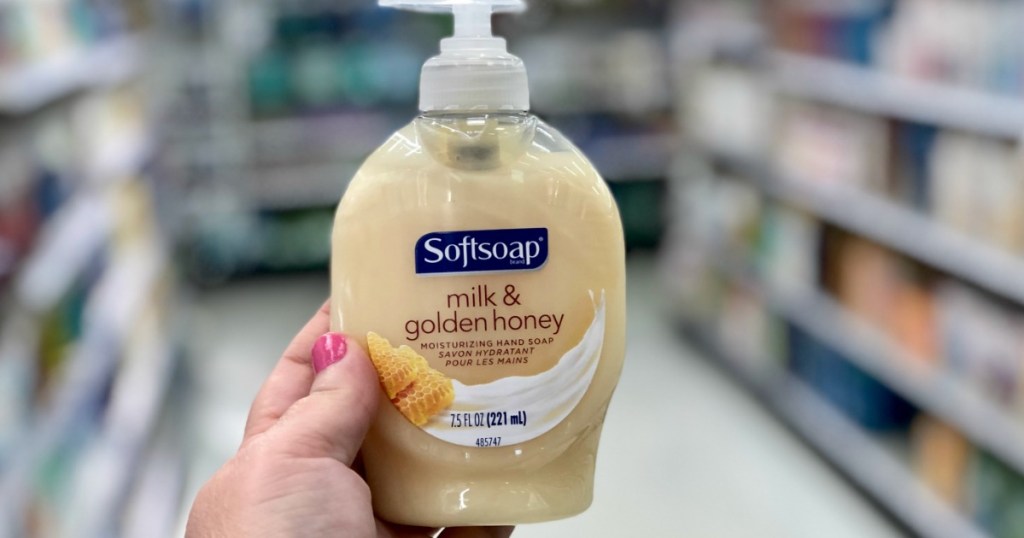 Softsoap®
brand
milk &
golden honey
MOISTURIZING HAND SOAP
SAVON HYDRATANT
POUR LES MAINS
7.5 FL OZ (221 mL)
485747